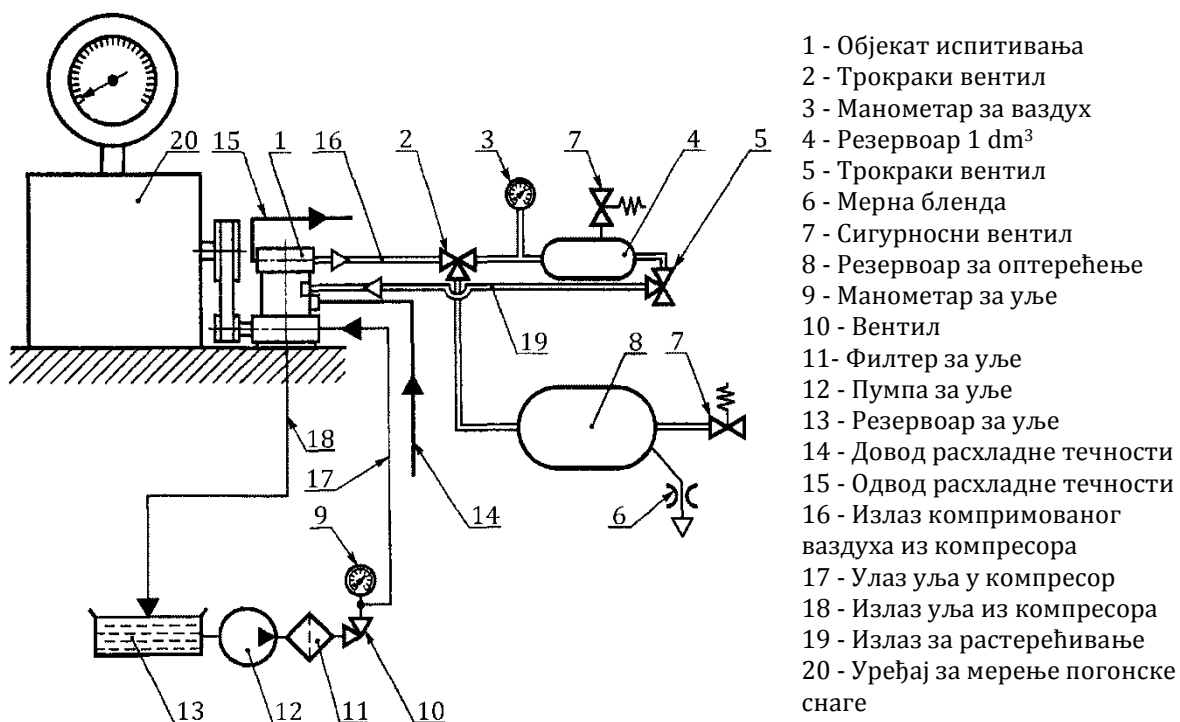 20 15 1 16 2 3 7 4 5
19 8 7
18
17
9 14 6
13 12 11 10
1 - Објекат испитивања
2 - Трокраки вентил
3 - Манометар за ваздух
4 - Резервоар 1 dm³
5 - Трокраки вентил
6 - Мерна бленда
7 - Сигурносни вентил
8 - Резервоар за оптерећење
9 - Манометар за уље
10 - Вентил
11- Филтер за уље
12 - Пумпа за уље
13 - Резервоар за уље
14 - Довод расхладне течности
15 - Одвод расхладне течности
16 - Излаз компримованог
ваздуха из компресора
17 - Улаз уља у компресор
18 - Излаз уља из компресора
19 - Излаз за растерећивање
20 - Уређај за мерење погонске
снаге